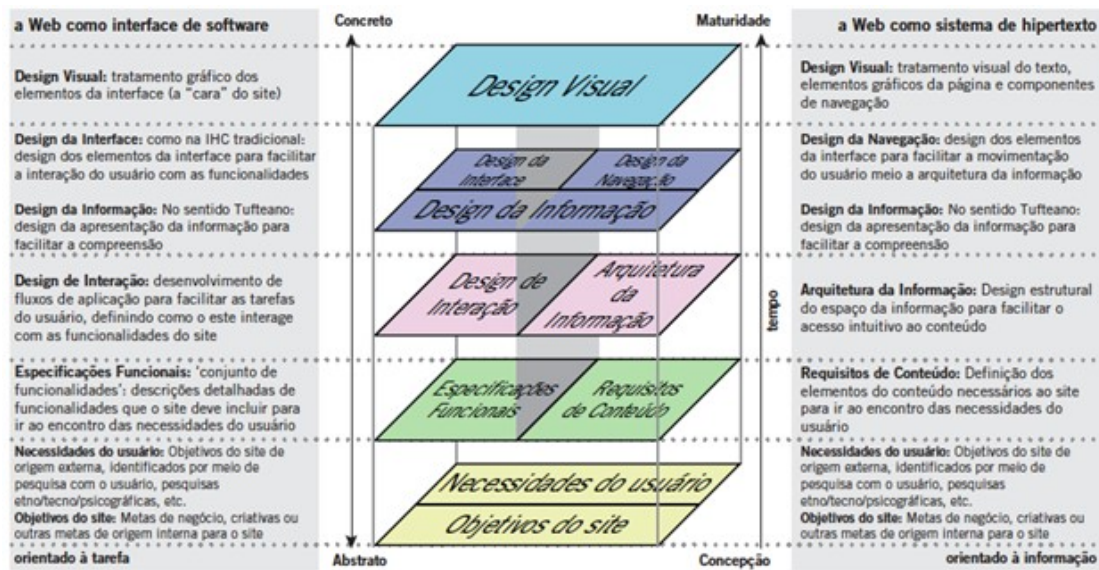 a Web como interface de software
Design Visual: tratamento gráfico dos
elementos da interface (a “cara” do site)
Design da Interface: como na IHC tradicional:
design dos elementos da interface para facilitar
a interação do usuário com as funcionalidades
Design da Informação: No sentido Tufteano:
design da apresentação da informação para
facilitar a compreensão
Design de Interação: desenvolvimento de
fluxos de aplicação para facilitar as tarefas
do usuário, definindo como o este interage
com as funcionalidades do site
Especificações Funcionais: ‘conjunto de
funcionalidades’: descrições detalhadas de
funcionalidades que o site deve incluir para
ir ao encontro das necessidades do usuário
Necessidades do usuário: Objetivos do site de
origem externa, identificados por meio de
pesquisa com o usuário, pesquisas
etno/tecno/psicográficas, etc.
Objetivos do site: Metas de negócio, criativas ou
outras metas de origem interna para o site
orientado à tarefa
Concreto
Maturidade
Design Visual
Design da
Interface
Design da
Navegação
Design da Informação
Design de
Interação
Arquitetura
da
Informação
Especificações
Funcionais
Requisitos
de Conteúdo
Necessidades do usuário
Objetivos do site
tempo
Abstrato
Concepção
a Web como sistema de hipertexto
Design Visual: tratamento visual do texto,
elementos gráficos da página e componentes
de navegação
Design da Navegação: design dos elementos
da interface para facilitar a movimentação
do usuário meio a arquitetura da informação
Design da Informação: No sentido Tufteano:
design da apresentação da informação para
facilitar a compreensão
Arquitetura da Informação: Design estrutural
do espaço da informação para facilitar o
acesso intuitivo ao conteúdo
Requisitos de Conteúdo: Definição dos
elementos do conteúdo necessários ao site
para ir ao encontro das necessidades do
usuário
Necessidades do usuário: Objetivos do site de
origem externa, identificados por meio de
pesquisa com o usuário, pesquisas
etno/tecno/psicográficas, etc.
Objetivos do site: Metas de negócio, criativas ou
outras metas de origem interna para o site
orientado à informação